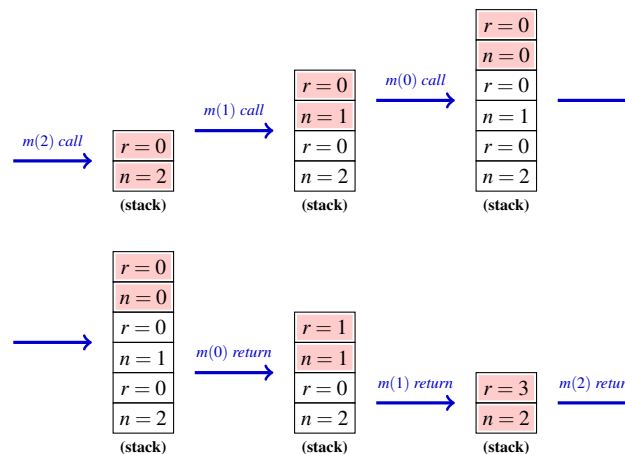 r = 0
n = 0
r = 0
n = 1
r = 0
n = 2
(stack)
m(0) call
r = 0
n = 1
r = 0
n = 2
(stack)
m(1) call
r = 0
n = 2
(stack)
m(2) call
r = 0
n = 0
r = 0
n = 1
r = 0
n = 2
(stack)
m(0) return
r = 1
n = 1
r = 0
n = 2
(stack)
m(1) return
r = 3
n = 2
(stack)
m(2) return